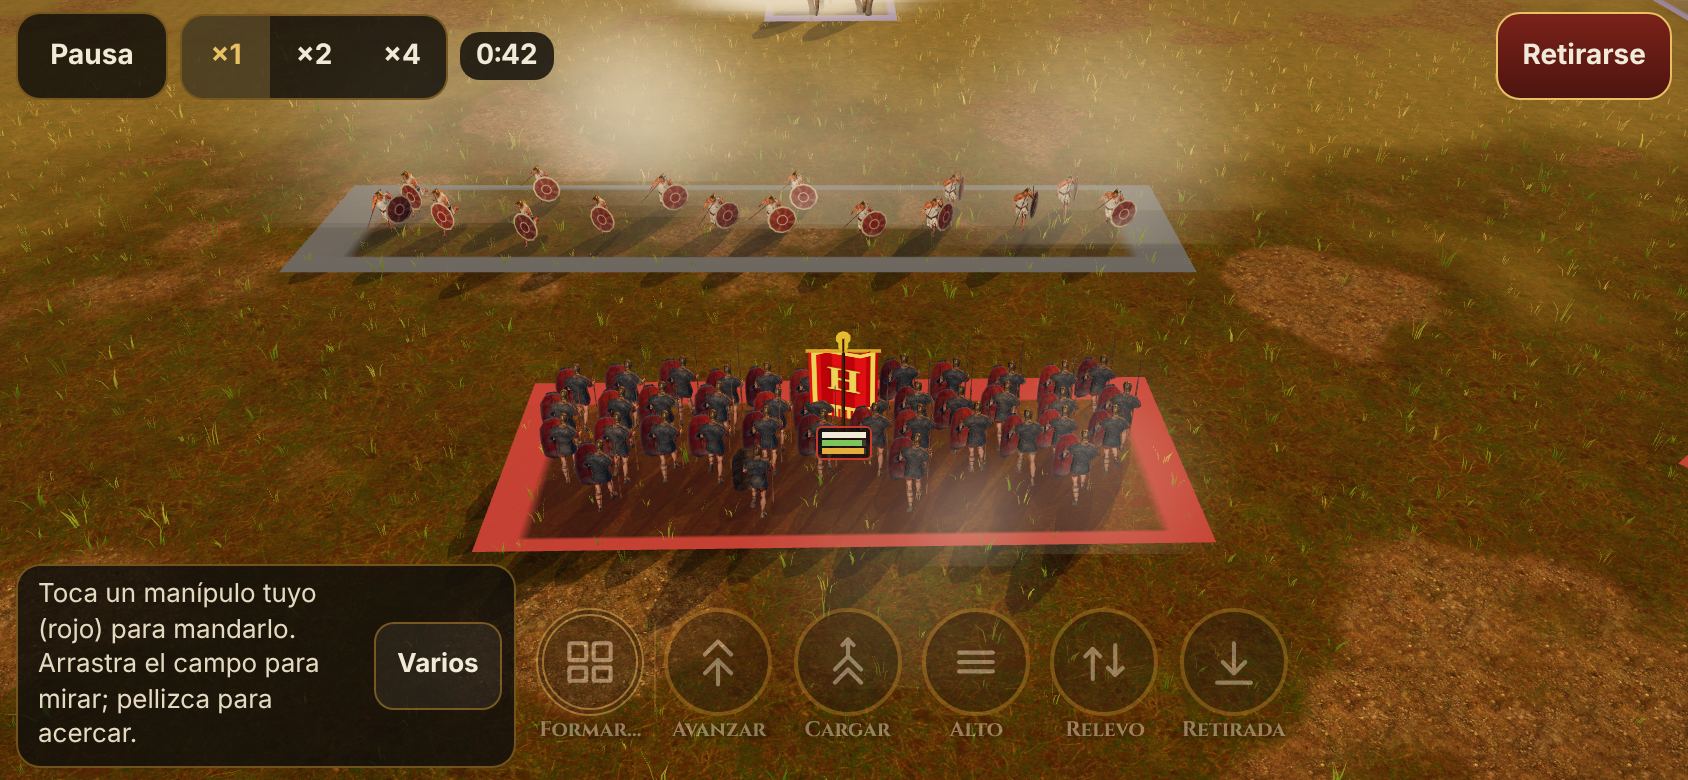 Pausa
×1
×2
×4
0:42
Retirarse
H
Toca un manípulo tuyo
(rojo) para mandarlo.
Arrastra el campo para
mirar; pellizca para
acercar.
Varios
Formar...
Avanzar
Cargar
Alto
Relevo
Retirada